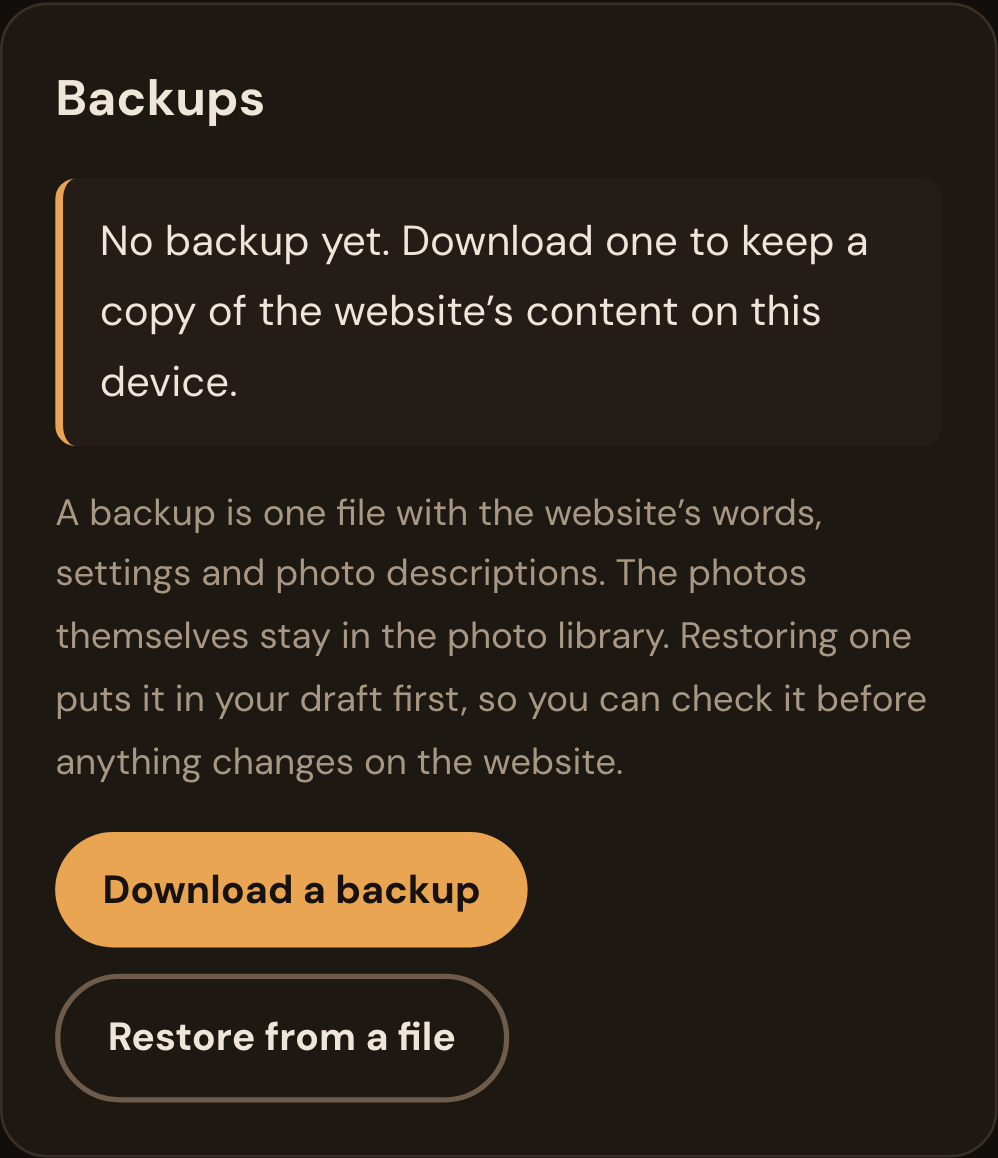 Backups
No backup yet. Download one to keep a
copy of the website’s content on this
device.
A backup is one file with the website’s words,
settings and photo descriptions. The photos
themselves stay in the photo library. Restoring one
puts it in your draft first, so you can check it before
anything changes on the website.
Download a backup
Restore from a file